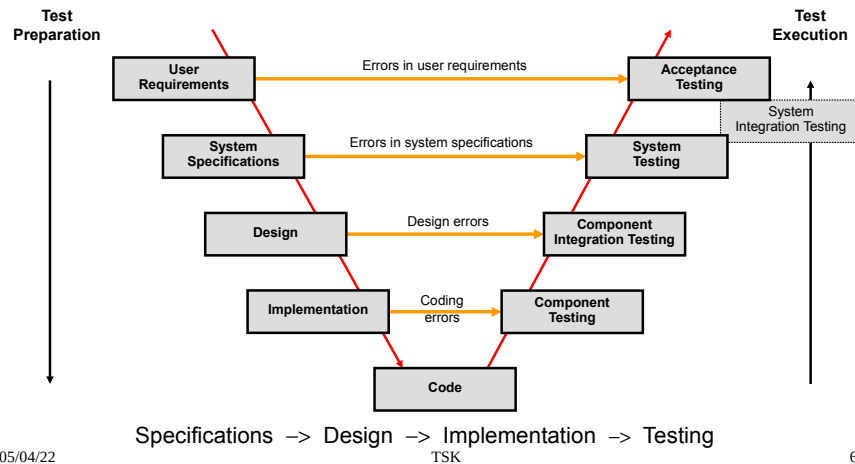 Test
Preparation
Test
Execution
User
Requirements
Errors in user requirements
Acceptance
Testing
System
Integration Testing
System
Specifications
Errors in system specifications
System
Testing
Design
Design errors
Component
Integration Testing
Implementation
Coding
errors
Component
Testing
Code
Specifications –> Design –> Implementation –> Testing
05/04/22
TSK
6